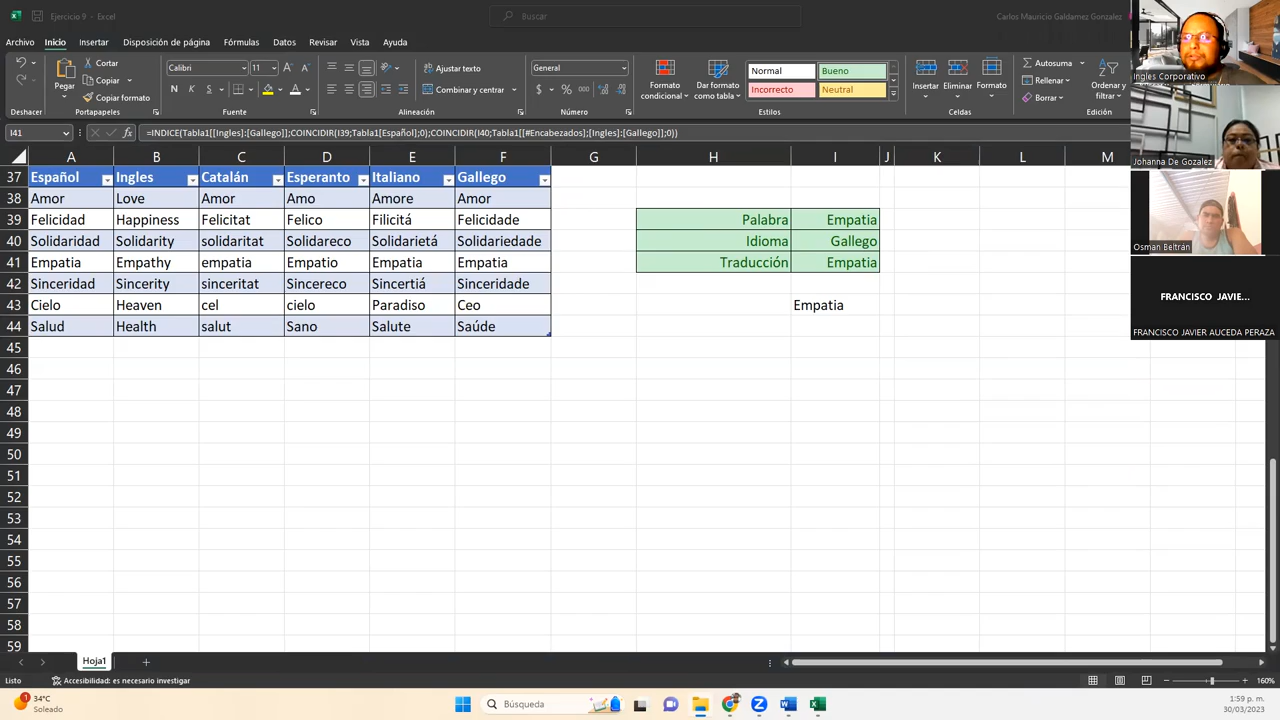 Ejercicio 9 - Excel
Buscar
Carlos Mauricio Galdamez Gonzalez
Archivo Inicio Insertar Disposición de página Fórmulas Datos Revisar Vista Ayuda
Pegar
Cortar
Copiar
Copiar formato
Calibri 11
N K S
Ajustar
General
$ % 000
Formato condicional
Dar formato como tabla
Normal Bueno
Incorrecto Neutral
Insertar Eliminar Formato
Autosuma
Rellenar
Borrar
Ordenar y filtrar
Deshacer Portapapeles Fuente Alineación Número Estilos Celdas
I41 fx =INDICE(Tabla1[[Ingles]:[Gallego]];COINCIDIR(I39;Tabla1[Español];0);COINCIDIR(I40;Tabla1[[#Encabezados];[Ingles]:[Gallego]];0))
A B C D E F G H I J K L M
37 Español Ingles Catalán Esperanto Italiano Gallego
38 Amor Love Amor Amo Amore Amor
39 Felicidad Happiness Felicitat Felico Filicitá Felicidade Palabra Empatia
40 Solidaridad Solidarity solidaritat Solidareco Solidarietá Solidariedade Idioma Gallego
41 Empatia Empathy empatia Empatio Empatia Empatia Traducción Empatia
42 Sinceridad Sincerity sinceritat Sincereco Sincertiá Sinceridade
43 Cielo Heaven cel cielo Paradiso Ceo Empatia
44 Salud Health salut Sano Salute Saúde
45
46
47
48
49
50
51
52
53
54
55
56
57
58
59
Hoja1
Listo Accesibilidad: es necesario investigar 160%
Ingles Corporativo
Johanna De Gozaléz
Osman Beltrán
FRANCISCO JAVIE...
FRANCISCO JAVIER AUCEDA PERAZA
1
34°C
Soleado
Búsqueda
1:59 p. m.
30/03/2023